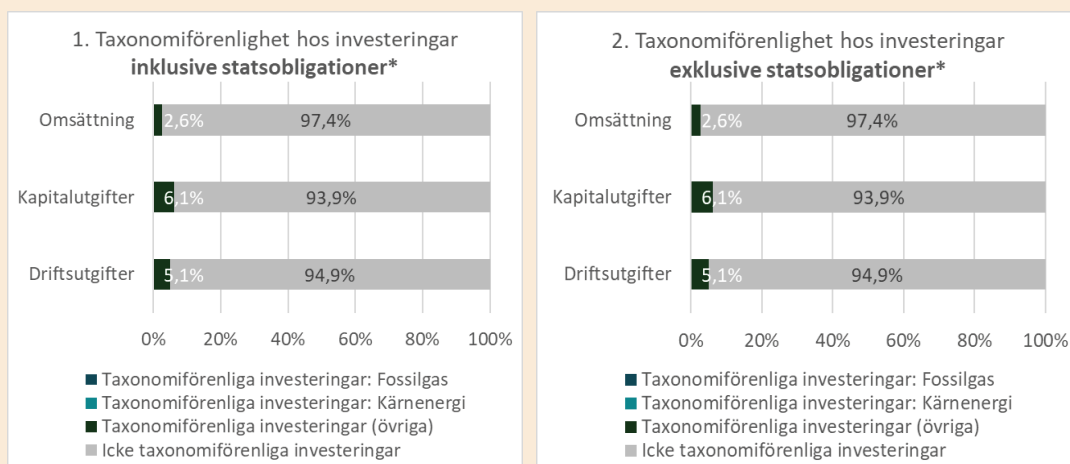 1. Taxonomiförenlighet hos investeringar
inklusive statsobligationer*
Omsättning
2,6%
97,4%
Kapitalutgifter
6,1%
93,9%
Driftsutgifter
5,1%
94,9%
0%
20%
40%
60%
80%
100%
Taxonomiförenliga investeringar: Fossilgas
Taxonomiförenliga investeringar: Kärnenergi
Taxonomiförenliga investeringar (övriga)
Icke taxonomiförenliga investeringar
2. Taxonomiförenlighet hos investeringar
exklusive statsobligationer*
Omsättning
2,6%
97,4%
Kapitalutgifter
6,1%
93,9%
Driftsutgifter
5,1%
94,9%
0%
20%
40%
60%
80%
100%
Taxonomiförenliga investeringar: Fossilgas
Taxonomiförenliga investeringar: Kärnenergi
Taxonomiförenliga investeringar (övriga)
Icke taxonomiförenliga investeringar